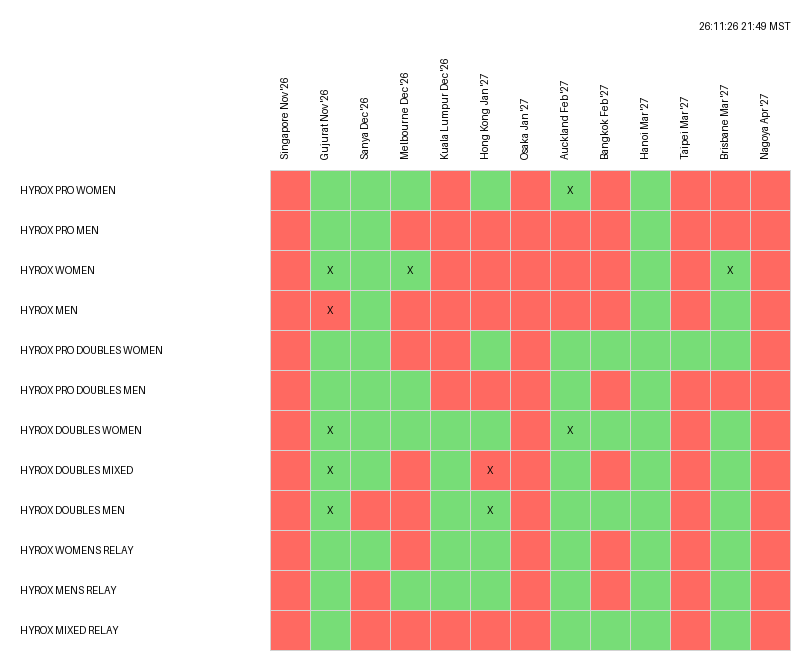 26:11:26 21:49 MST
Singapore Nov'26
Gujurat Nov'26
Sanya Dec'26
Melbourne Dec'26
Kuala Lumpur Dec'26
Hong Kong Jan '27
Osaka Jan '27
Auckland Feb'27
Bangkok Feb'27
Hanoi Mar'27
Taipei Mar'27
Brisbane Mar'27
Nagoya Apr'27
HYROX PRO WOMEN X
HYROX PRO MEN
HYROX WOMEN X X X
HYROX MEN X
HYROX PRO DOUBLES WOMEN
HYROX PRO DOUBLES MEN
HYROX DOUBLES WOMEN X X
HYROX DOUBLES MIXED X X
HYROX DOUBLES MEN X X
HYROX WOMENS RELAY
HYROX MENS RELAY
HYROX MIXED RELAY